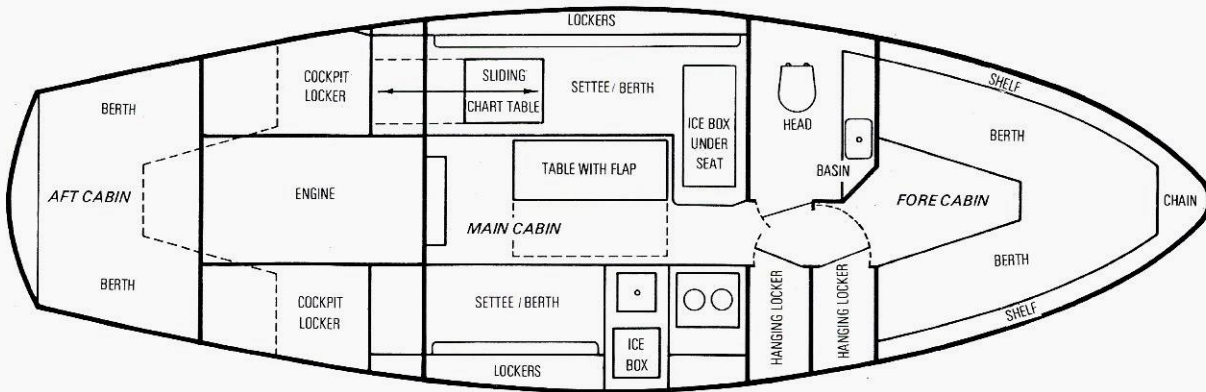 LOCKERS
BERTH
COCKPIT
LOCKER
SLIDING
CHART TABLE
SETTEE / BERTH
ICE BOX
UNDER
SEAT
HEAD
BASIN
SHELF
BERTH
AFT CABIN
ENGINE
TABLE WITH FLAP
MAIN CABIN
FORE CABIN
CHAIN
BERTH
COCKPIT
LOCKER
SETTEE / BERTH
LOCKERS
ICE
BOX
HANGING LOCKER
HANGING LOCKER
BERTH
SHELF